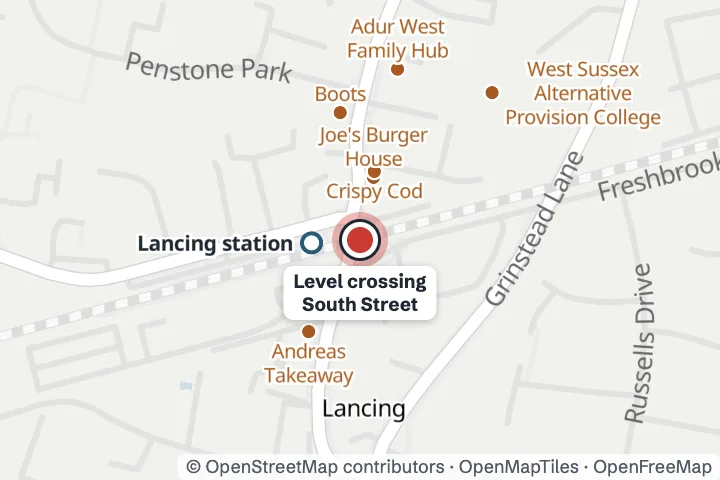 Adur West
Family Hub
Penstone Park
West Sussex
Alternative
Provision College
Boots
Joe's Burger
House
Crispy Cod
Freshbrook
Grinstead Lane
Lancing station
Level crossing
South Street
Russells Drive
Andreas
Takeaway
Lancing
© OpenStreetMap contributors · OpenMapTiles · OpenFreeMap